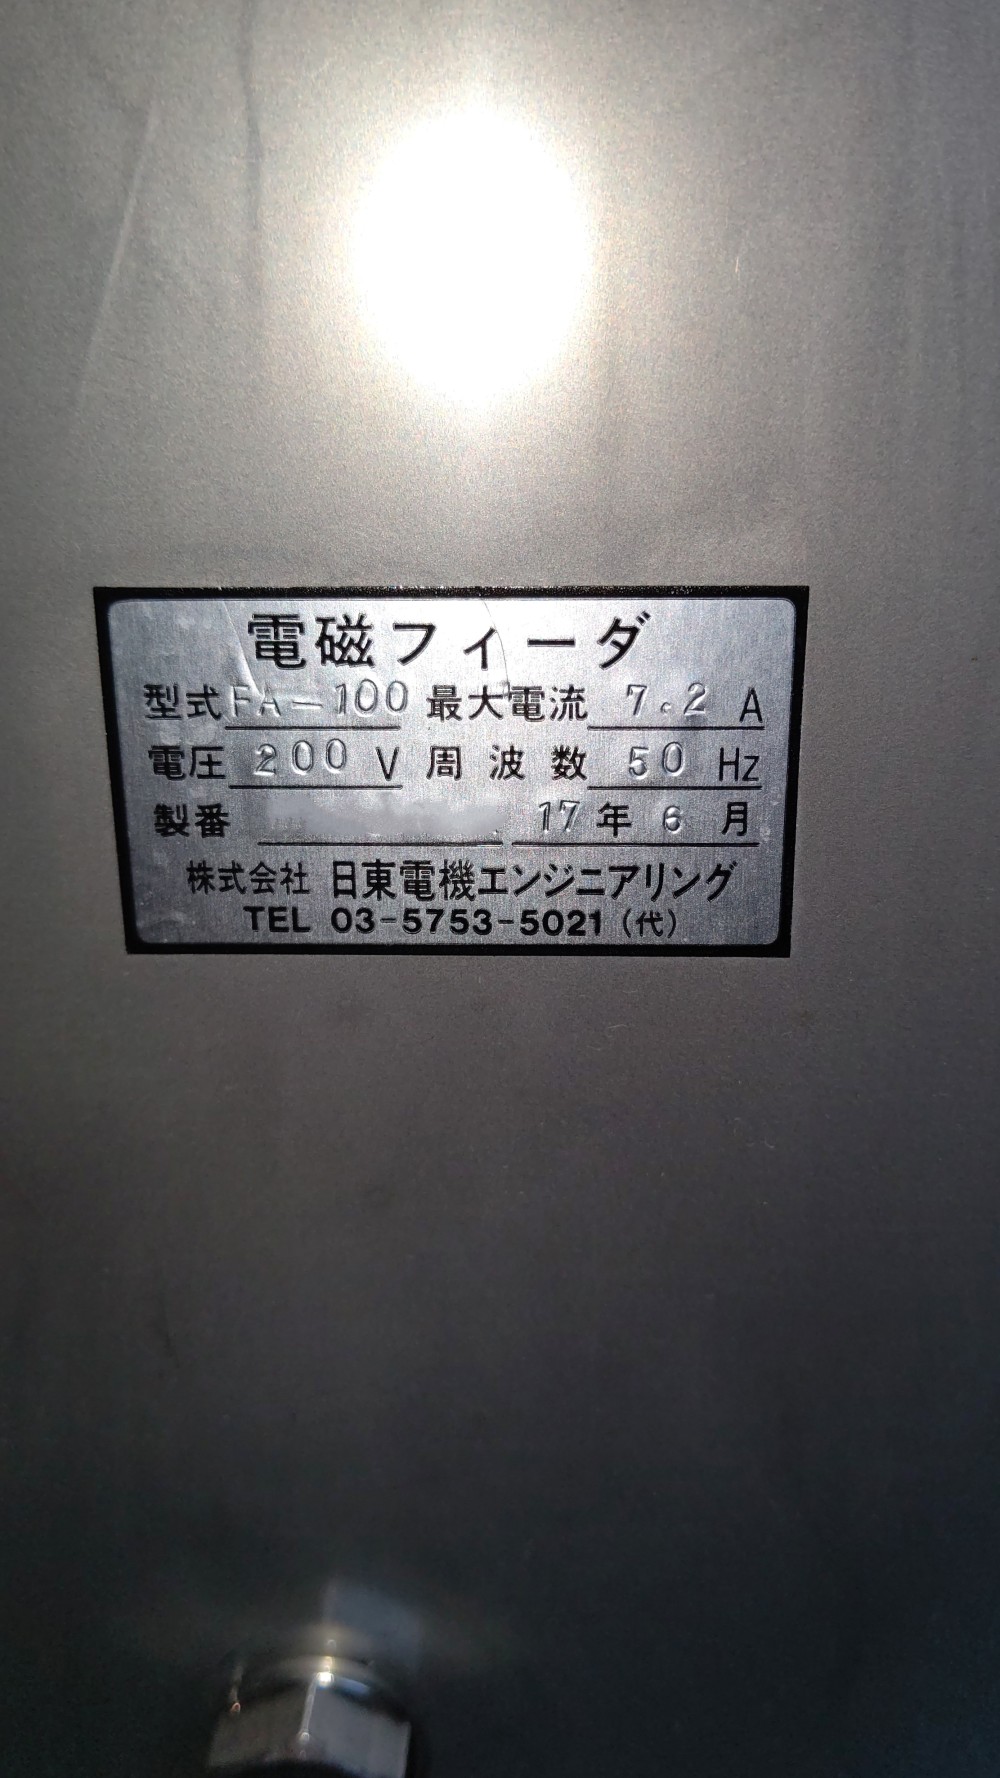 電磁フィーダ
型式 FA-100 最大電流 7.2 A
電圧 200 V 周波数 50 Hz
製番 17年 6月
株式会社 日東電機エンジニアリング
TEL 03-5753-5021(代)